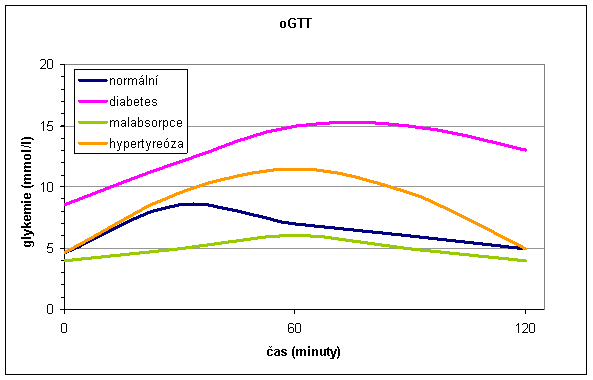 oGTT
glykemie (mmol/l)
20
15
10
5
0
normální
diabetes
malabsorpce
hypertyreóza
0
60
120
čas (minuty)